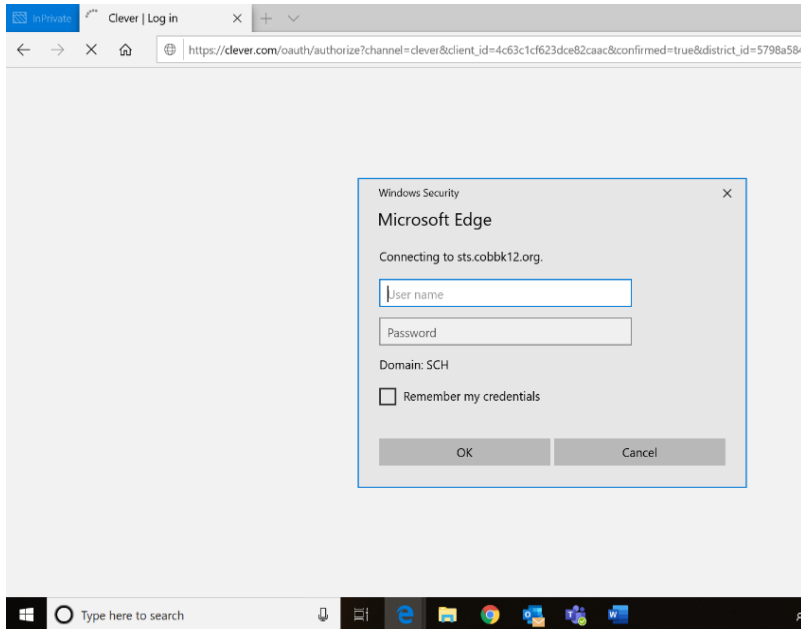 InPrivate
Clever | Log in
https://clever.com/oauth/authorize?channel=clever&client_id=4c63c1cf623dce82caac&confirmed=true&district_id=5798a584
Windows Security
Microsoft Edge
Connecting to sts.cobbk12.org.
User name
Password
Domain: SCH
Remember my credentials
OK Cancel
Type here to search